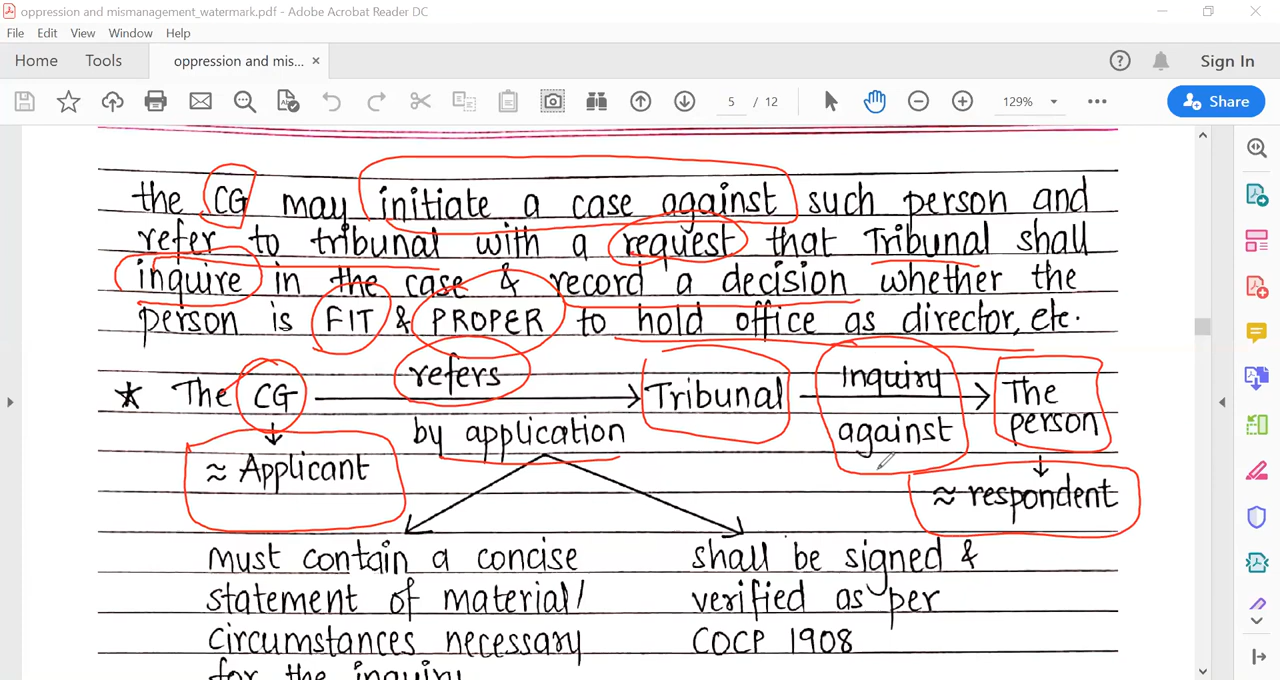 oppression and mismanagement_watermark.pdf - Adobe Acrobat Reader DC
File Edit View Window Help
Home Tools oppression and mis... × Sign In
5 / 12 129% Share
the CG may initiate a case against such person and
refer to tribunal with a request that Tribunal shall
inquire in the case & record a decision whether the
person is FIT & PROPER to hold office as director, etc.
* The CG refers Tribunal Inquiry The
by application against person
≈ Applicant ≈ respondent
must contain a concise shall be signed &
statement of material/ verified as per
circumstances necessary COCP 1908
for the inquiry